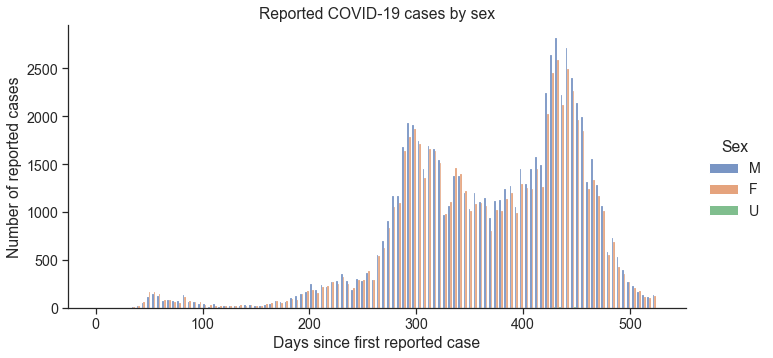 Reported COVID-19 cases by sex
Number of reported cases
2500
2000
1500
1000
500
0
0 100 200 300 400 500
Days since first reported case
Sex
M
F
U